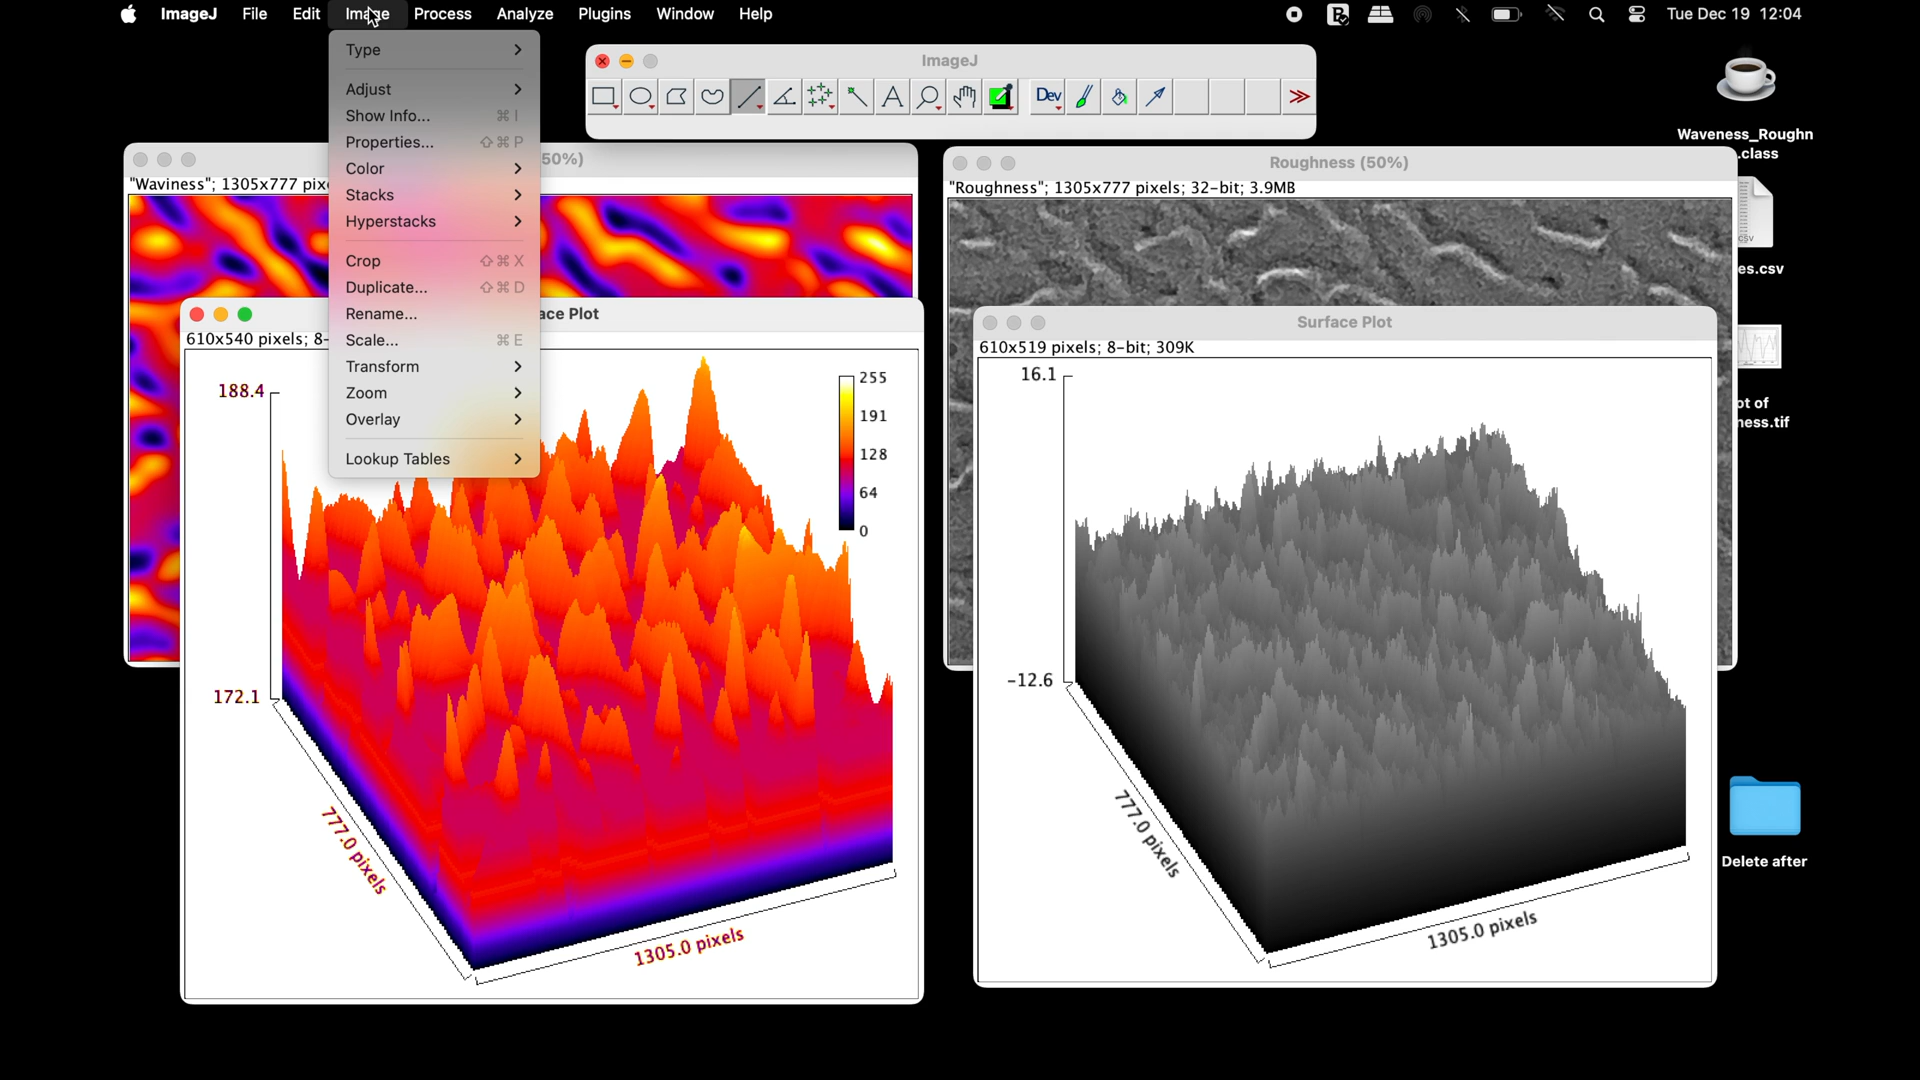 ImageJ File Edit Image Process Analyze Plugins Window Help
Tue Dec 19 12:04
Type
Adjust
Show Info... ⌘ I
Properties... ⇧ ⌘ P
Color
Stacks
Hyperstacks
Crop ⇧ ⌘ X
Duplicate... ⇧ ⌘ D
Rename...
Scale... ⌘ E
Transform
Zoom
Overlay
Lookup Tables
ImageJ
Dev
50%)
"Waviness"; 1305x777 pixe
ace Plot
610x540 pixels; 8-
188.4
172.1
255
191
128
64
0
777.0 pixels
1305.0 pixels
Roughness (50%)
"Roughness"; 1305x777 pixels; 32-bit; 3.9MB
Surface Plot
610x519 pixels; 8-bit; 309K
16.1
-12.6
777.0 pixels
1305.0 pixels
Waveness_Roughn
.class
csv
es.csv
ot of
ness.tif
Delete after